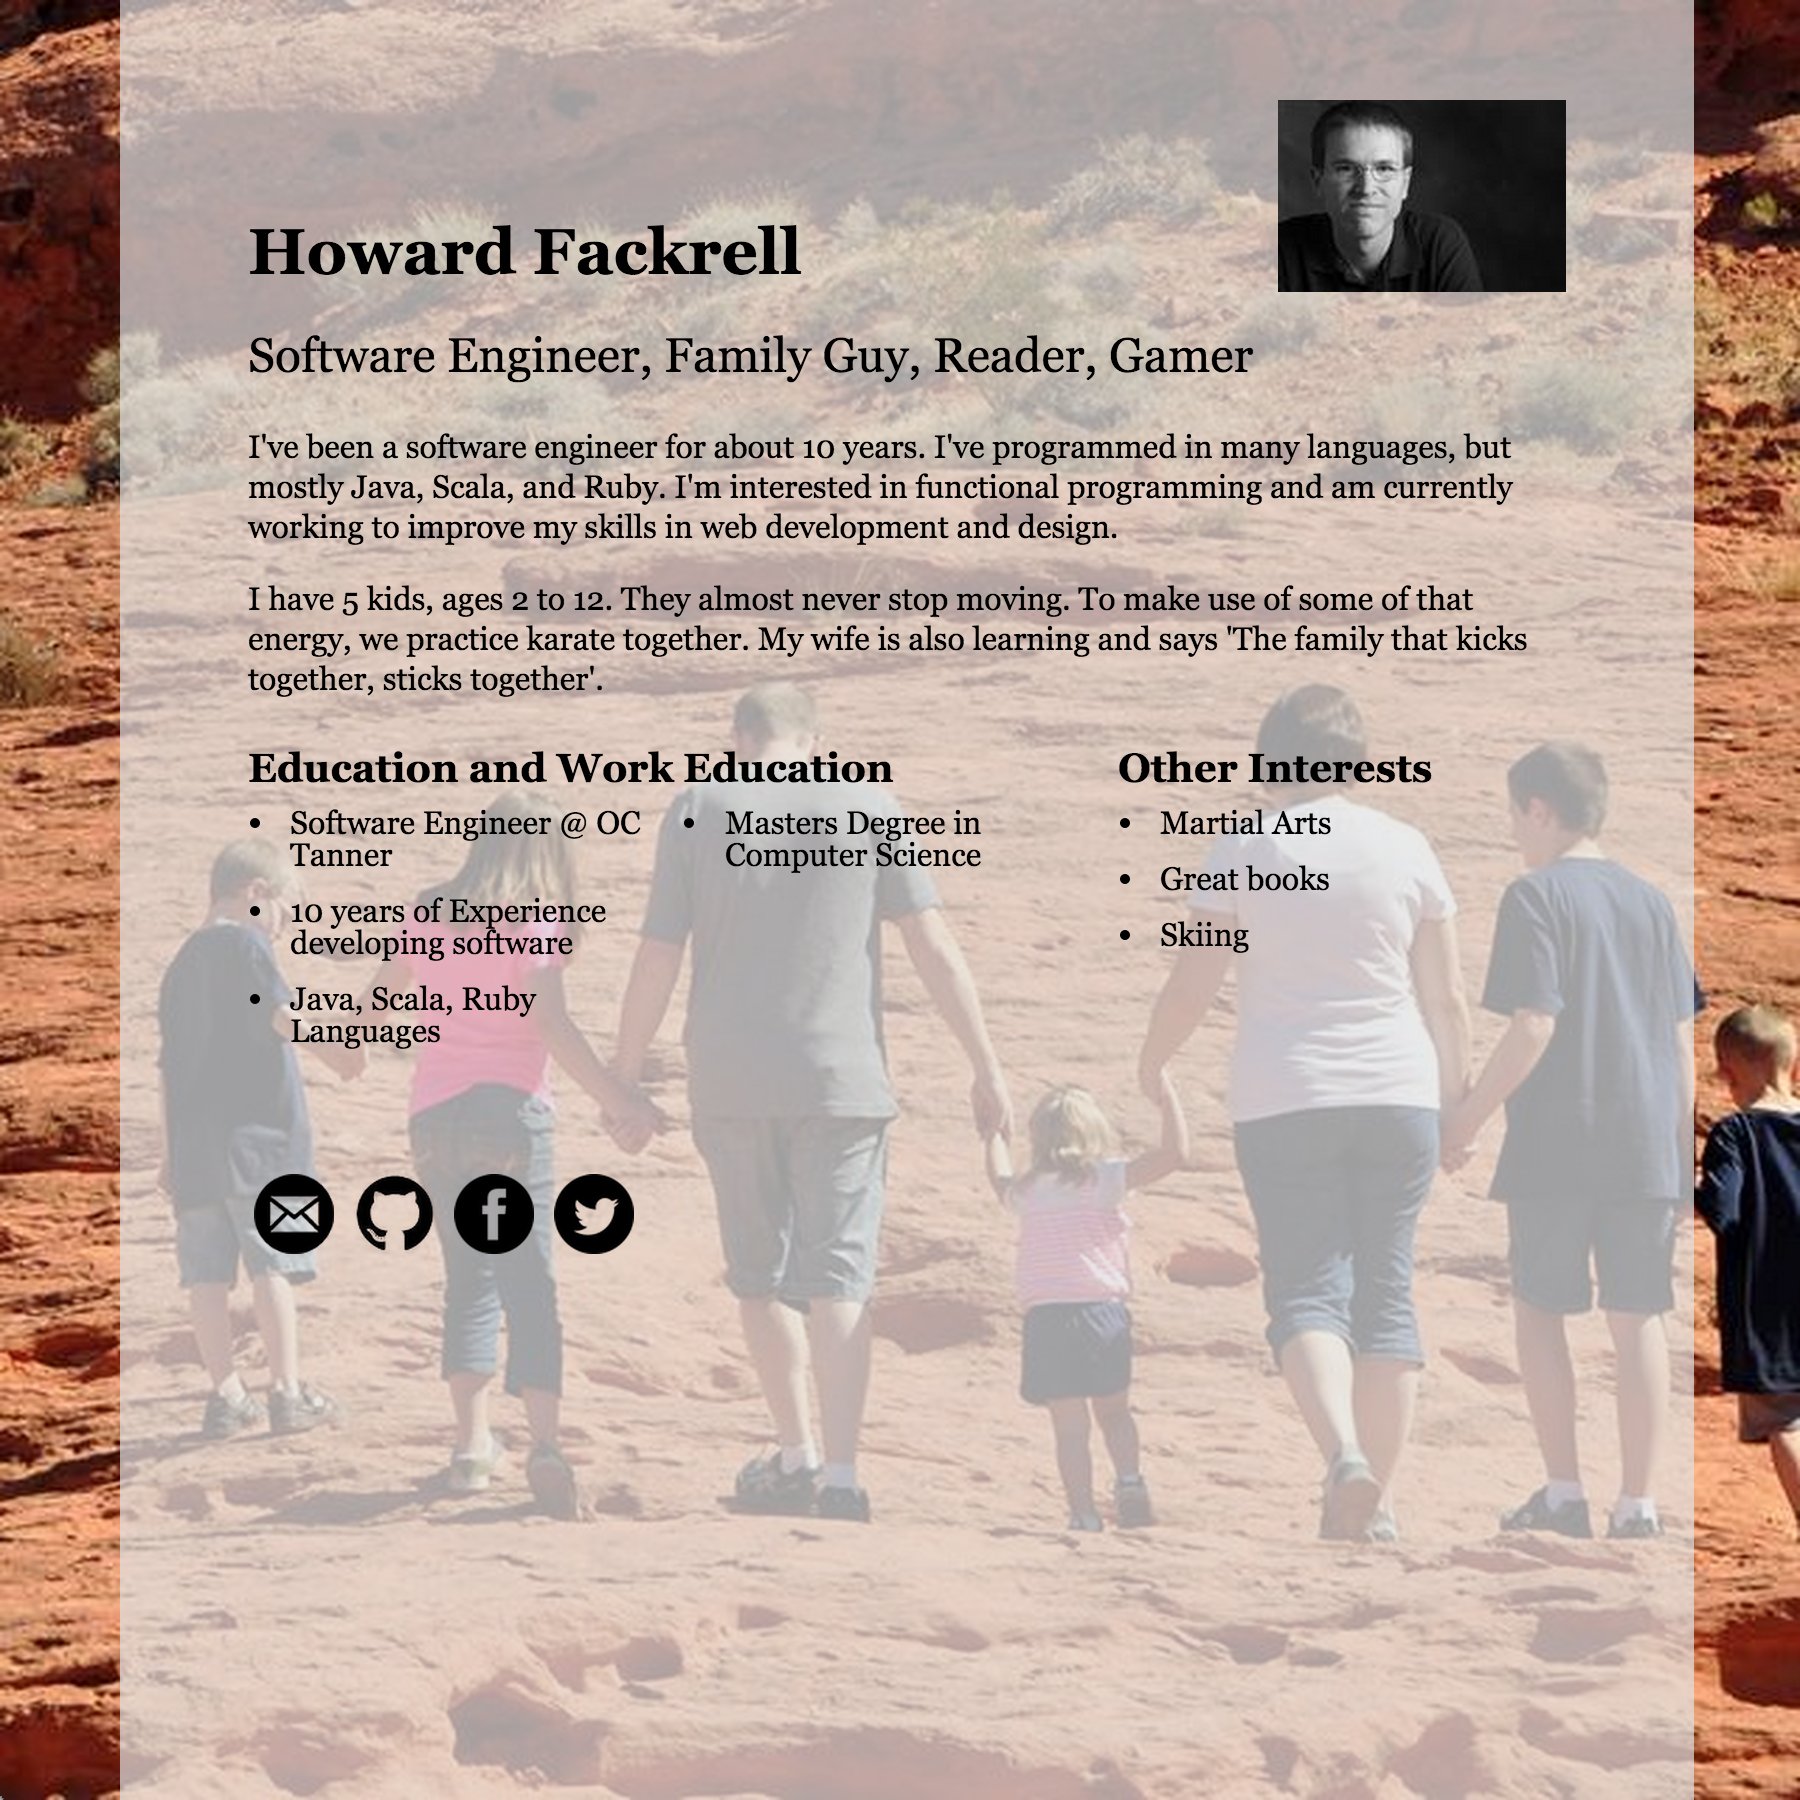 Howard Fackrell
Software Engineer, Family Guy, Reader, Gamer
I've been a software engineer for about 10 years. I've programmed in many languages, but
mostly Java, Scala, and Ruby. I'm interested in functional programming and am currently
working to improve my skills in web development and design.
I have 5 kids, ages 2 to 12. They almost never stop moving. To make use of some of that
energy, we practice karate together. My wife is also learning and says 'The family that kicks
together, sticks together'.
Education and Work Education
• Software Engineer @ OC
Tanner
• 10 years of Experience
developing software
• Java, Scala, Ruby
Languages
• Masters Degree in
Computer Science
Other Interests
• Martial Arts
• Great books
• Skiing